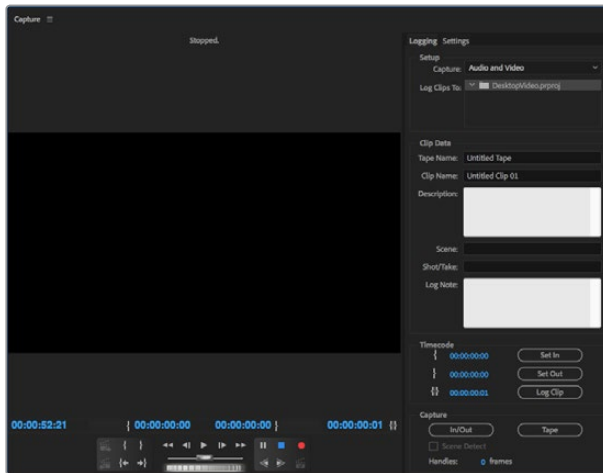 Capture
Stopped.
Logging Settings
Setup
Capture: Audio and Video
Log Clips To: DesktopVideo.prproj
Clip Data
Tape Name: Untitled Tape
Clip Name: Untitled Clip 01
Description:
Scene:
Shot/Take:
Log Note:
Timecode
{ 00:00:00:00 Set In
} 00:00:00:00 Set Out
{} 00:00:00:01 Log Clip
00:00:52:21 { 00:00:00:00 00:00:00:00 } 00:00:00:01 {}
Capture
In/Out Tape
Scene Detect
Handles: 0 frames